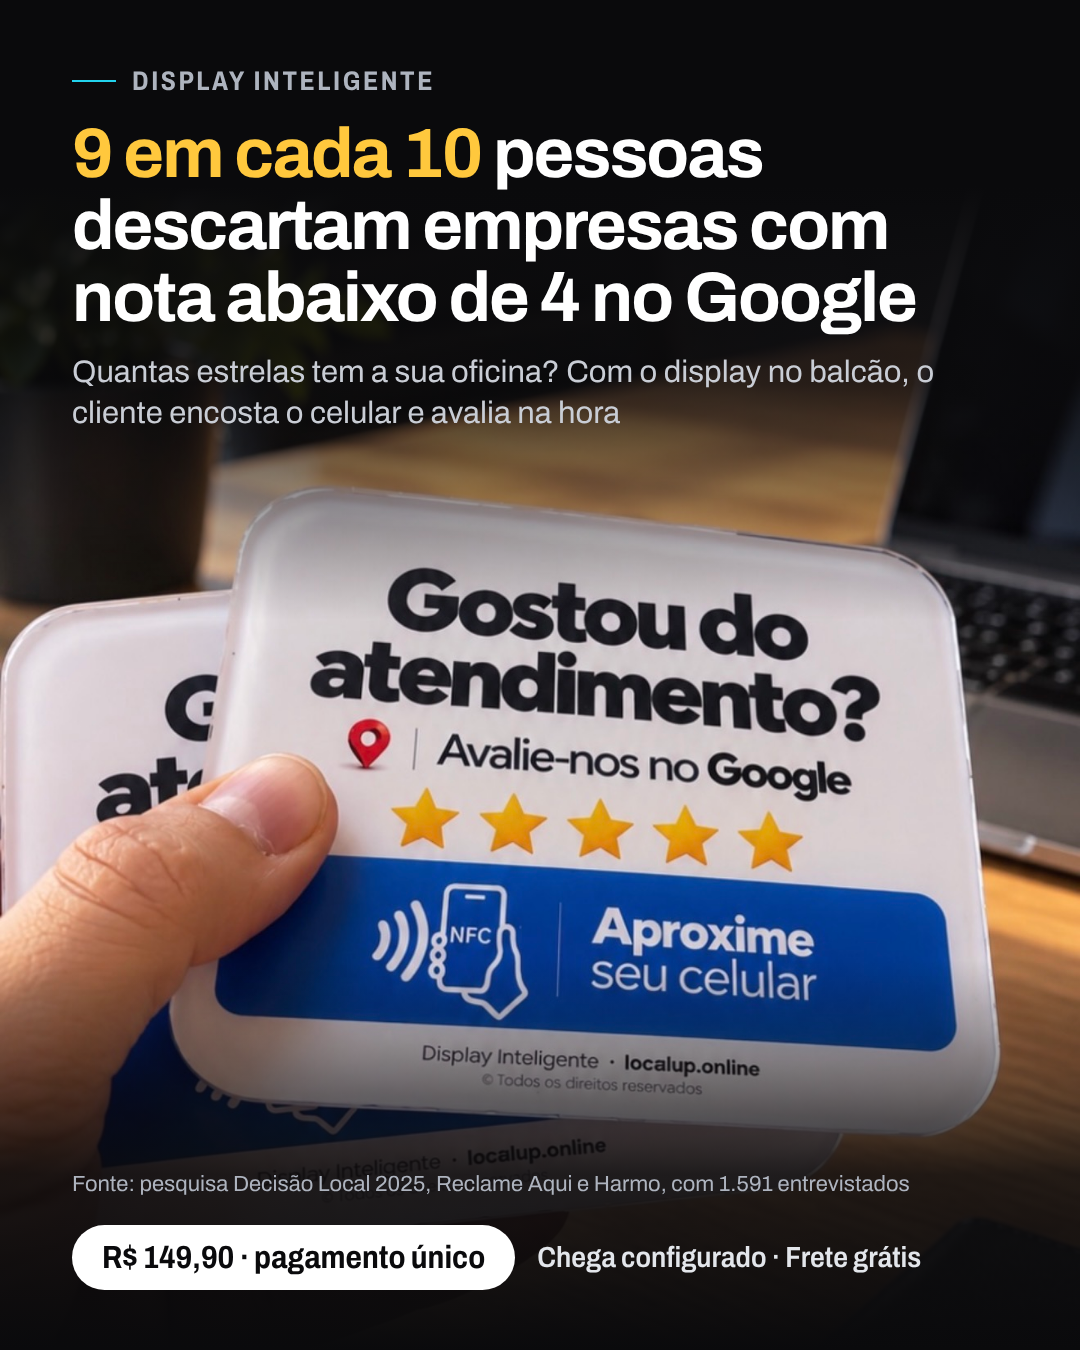 DISPLAY INTELIGENTE
9 em cada 10 pessoas
descartam empresas com
nota abaixo de 4 no Google
Quantas estrelas tem a sua oficina? Com o display no balcão, o
cliente encosta o celular e avalia na hora
Gostou do
atendimento?
Avalie-nos no Google
NFC
Aproxime
seu celular
Display Inteligente · localup.online
© Todos os direitos reservados
G
ate
Display Inteligente · localup.online
Fonte: pesquisa Decisão Local 2025, Reclame Aqui e Harmo, com 1.591 entrevistados
R$ 149,90 · pagamento único
Chega configurado · Frete grátis